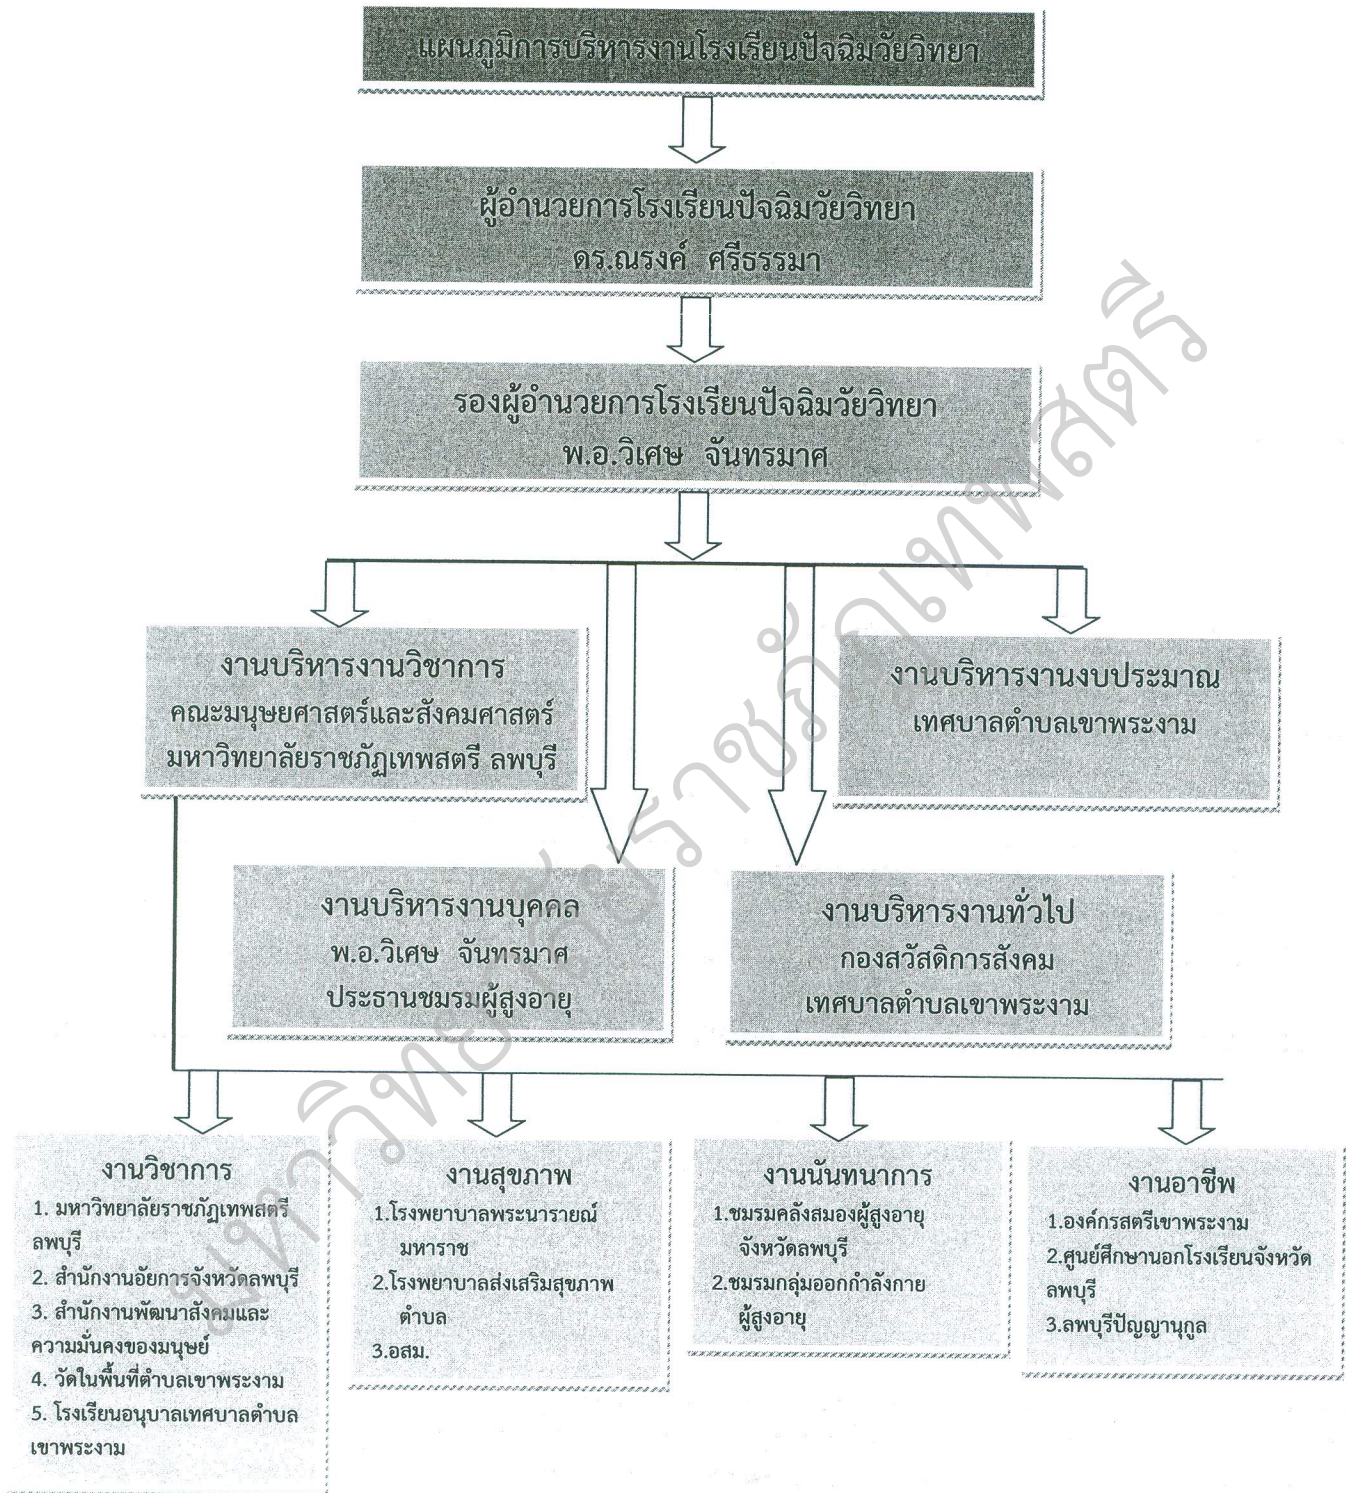 แผนภูมิการบริหารงานโรงเรียนปัจฉิมวัยวิทยา
ผู้อำนวยการโรงเรียนปัจฉิมวัยวิทยา
ดร.ณรงค์ ศรีธรรมา
รองผู้อำนวยการโรงเรียนปัจฉิมวัยวิทยา
พ.อ.วิเศษ จันทรมาศ
งานบริหารงานวิชาการ
คณะมนุษยศาสตร์และสังคมศาสตร์
มหาวิทยาลัยราชภัฏเทพสตรี ลพบุรี
งานบริหารงานงบประมาณ
เทศบาลตำบลเขาพระงาม
งานบริหารงานบุคคล
พ.อ.วิเศษ จันทรมาศ
ประธานชมรมผู้สูงอายุ
งานบริหารงานทั่วไป
กองสวัสดิการสังคม
เทศบาลตำบลเขาพระงาม
งานวิชาการ
1. มหาวิทยาลัยราชภัฏเทพสตรี
ลพบุรี
2. สำนักงานอัยการจังหวัดลพบุรี
3. สำนักงานพัฒนาสังคมและ
ความมั่นคงของมนุษย์
4. วัดในพื้นที่ตำบลเขาพระงาม
5. โรงเรียนอนุบาลเทศบาลตำบล
เขาพระงาม
งานสุขภาพ
1.โรงพยาบาลพระนารายณ์
มหาราช
2.โรงพยาบาลส่งเสริมสุขภาพ
ตำบล
3.อสม.
งานนันทนาการ
1.ชมรมคลังสมองผู้สูงอายุ
จังหวัดลพบุรี
2.ชมรมกลุ่มออกกำลังกาย
ผู้สูงอายุ
งานอาชีพ
1.องค์กรสตรีเขาพระงาม
2.ศูนย์ศึกษานอกโรงเรียนจังหวัด
ลพบุรี
3.ลพบุรีปัญญานุกูล
มหาวิทยาลัยราชภัฏเทพสตรี